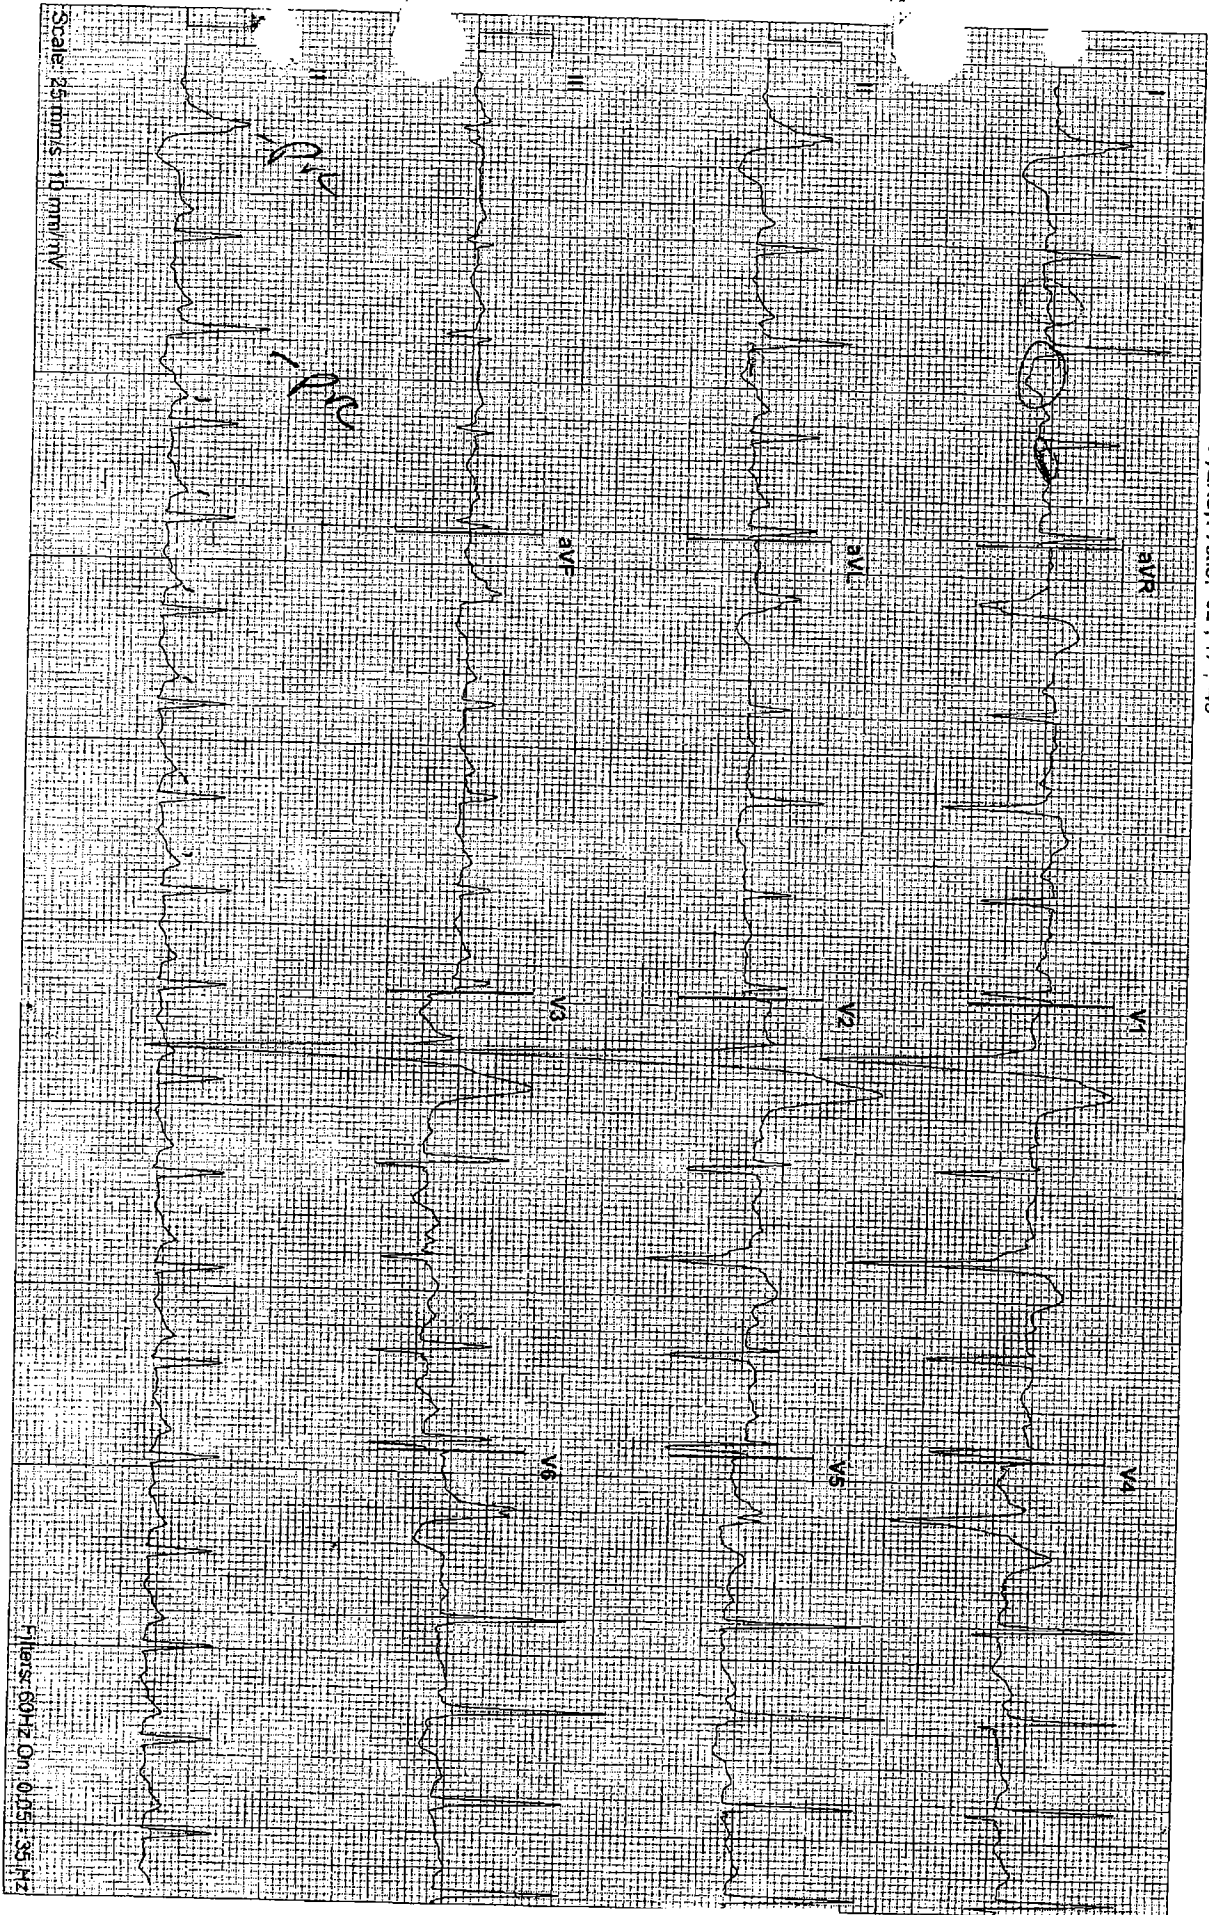 I aVR V1 V4
II aVL V2 V5
III aVF V3 V6
II
Scale: 25 mm/s 10 mm/mV Filters: 60Hz On 0.05 - 35 Hz